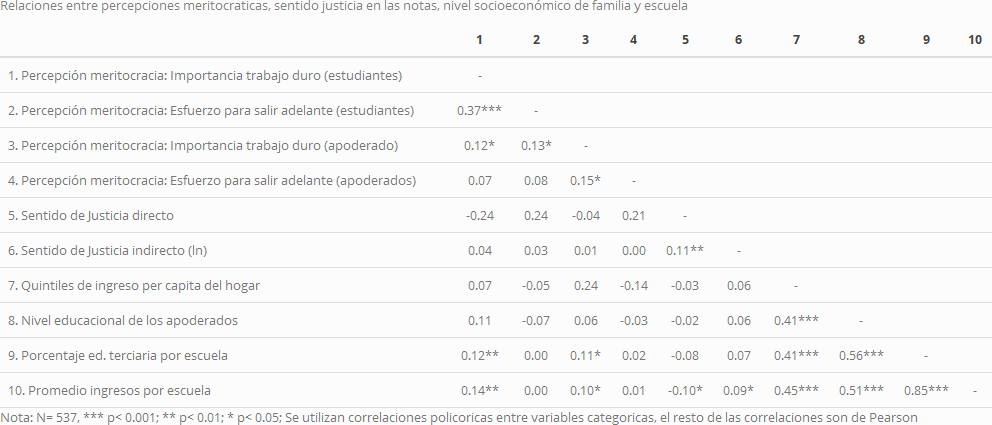 Relaciones entre percepciones meritocraticas, sentido justicia en las notas, nivel socioeconómico de familia y escuela
1 2 3 4 5 6 7 8 9 10
1. Percepción meritocracia: Importancia trabajo duro (estudiantes) -
2. Percepción meritocracia: Esfuerzo para salir adelante (estudiantes) 0.37*** -
3. Percepción meritocracia: Importancia trabajo duro (apoderado) 0.12* 0.13* -
4. Percepción meritocracia: Esfuerzo para salir adelante (apoderados) 0.07 0.08 0.15* -
5. Sentido de Justicia directo -0.24 0.24 -0.04 0.21 -
6. Sentido de Justicia indirecto (ln) 0.04 0.03 0.01 0.00 0.11** -
7. Quintiles de ingreso per capita del hogar 0.07 -0.05 0.24 -0.14 -0.03 0.06 -
8. Nivel educacional de los apoderados 0.11 -0.07 0.06 -0.03 -0.02 0.06 0.41*** -
9. Porcentaje ed. terciaria por escuela 0.12** 0.00 0.11* 0.02 -0.08 0.07 0.41*** 0.56*** -
10. Promedio ingresos por escuela 0.14** 0.00 0.10* 0.01 -0.10* 0.09* 0.45*** 0.51*** 0.85*** -
Nota: N= 537, *** p< 0.001; ** p< 0.01; * p< 0.05; Se utilizan correlaciones policoricas entre variables categoricas, el resto de las correlaciones son de Pearson